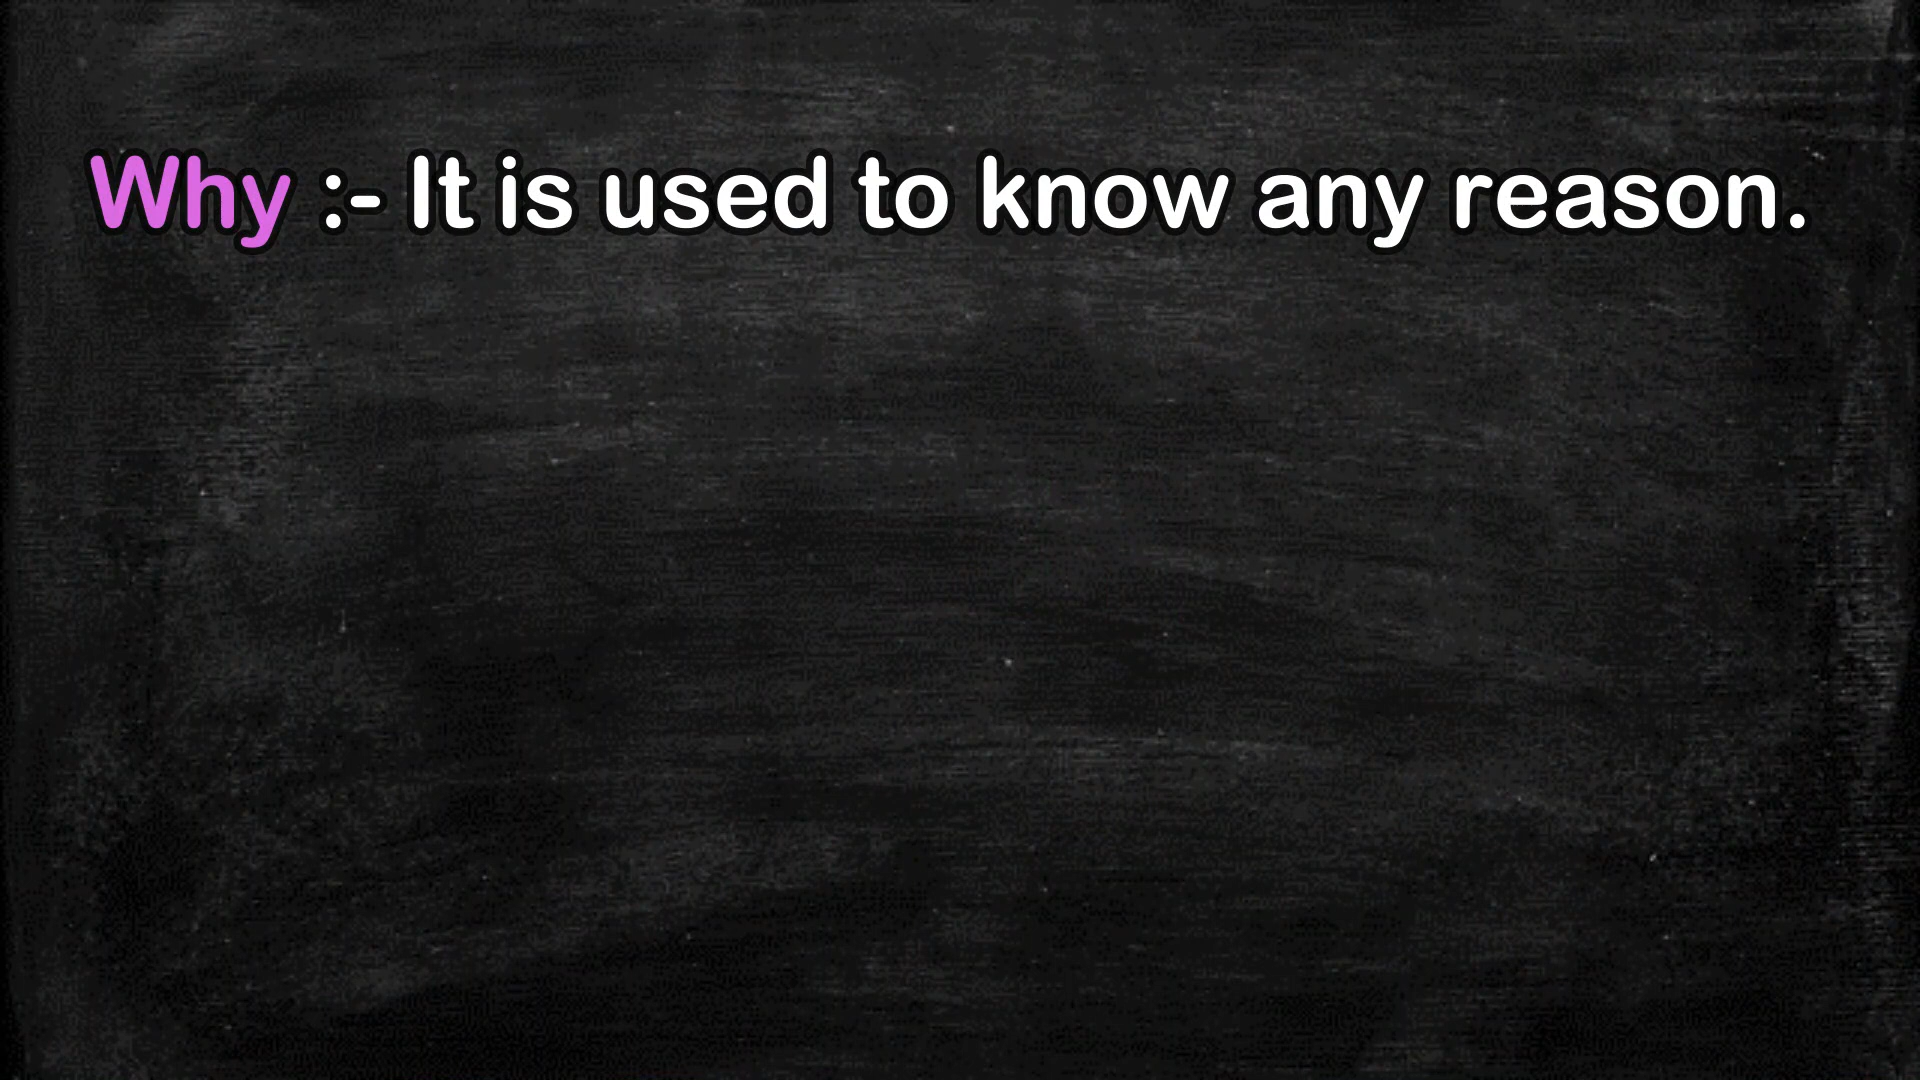 Why :- It is used to know any reason.